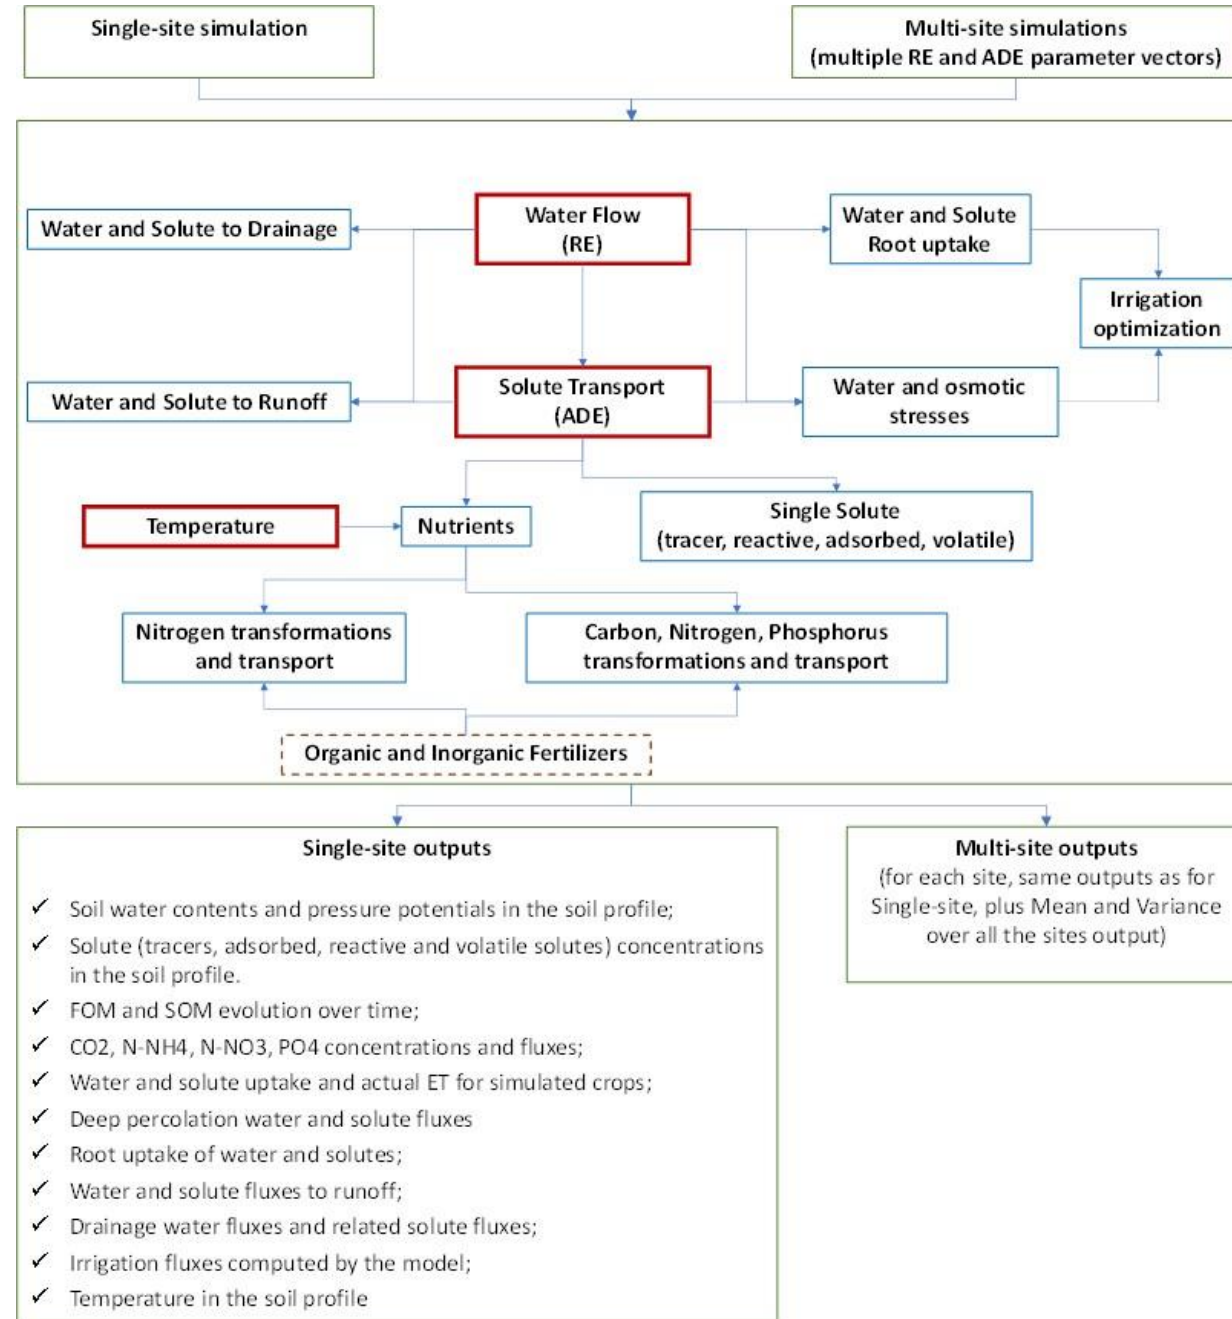 Single-site simulation
Multi-site simulations
(multiple RE and ADE parameter vectors)
Water and Solute to Drainage
Water Flow
(RE)
Water and Solute
Root uptake
Irrigation
optimization
Water and Solute to Runoff
Solute Transport
(ADE)
Water and osmotic
stresses
Temperature
Nutrients
Single Solute
(tracer, reactive, adsorbed, volatile)
Nitrogen transformations
and transport
Carbon, Nitrogen, Phosphorus
transformations and transport
Organic and Inorganic Fertilizers
Single-site outputs
✓ Soil water contents and pressure potentials in the soil profile;
✓ Solute (tracers, adsorbed, reactive and volatile solutes) concentrations
in the soil profile.
✓ FOM and SOM evolution over time;
✓ CO2, N-NH4, N-NO3, PO4 concentrations and fluxes;
✓ Water and solute uptake and actual ET for simulated crops;
✓ Deep percolation water and solute fluxes
✓ Root uptake of water and solutes;
✓ Water and solute fluxes to runoff;
✓ Drainage water fluxes and related solute fluxes;
✓ Irrigation fluxes computed by the model;
✓ Temperature in the soil profile
Multi-site outputs
(for each site, same outputs as for
Single-site, plus Mean and Variance
over all the sites output)